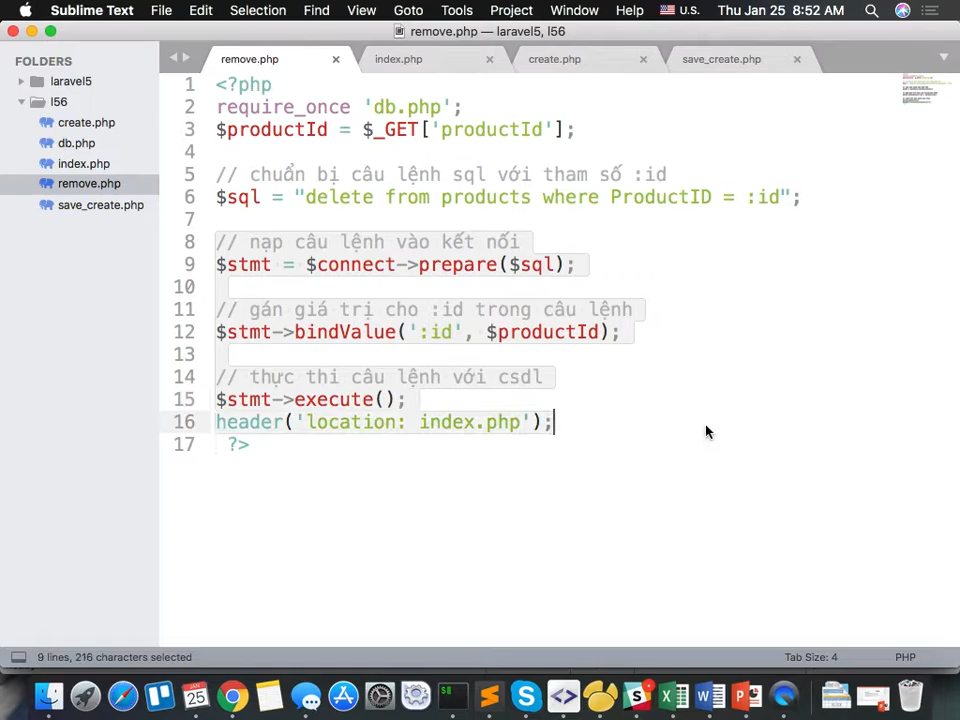 Sublime Text File Edit Selection Find View Goto Tools Project Window Help U.S. Thu Jan 25 8:52 AM
remove.php — laravel5, l56
FOLDERS
laravel5
l56
create.php
db.php
index.php
remove.php
save_create.php
remove.php × index.php × create.php × save_create.php ×
1 <?php
2 require_once 'db.php';
3 $productId = $_GET['productId'];
4
5 // chuẩn bị câu lệnh sql với tham số :id
6 $sql = "delete from products where ProductID = :id";
7
8 // nạp câu lệnh vào kết nối
9 $stmt = $connect->prepare($sql);
10
11 // gán giá trị cho :id trong câu lệnh
12 $stmt->bindValue(':id', $productId);
13
14 // thực thi câu lệnh với csdl
15 $stmt->execute();
16 header('location: index.php');
17 ?>
9 lines, 216 characters selected Tab Size: 4 PHP
JAN
25